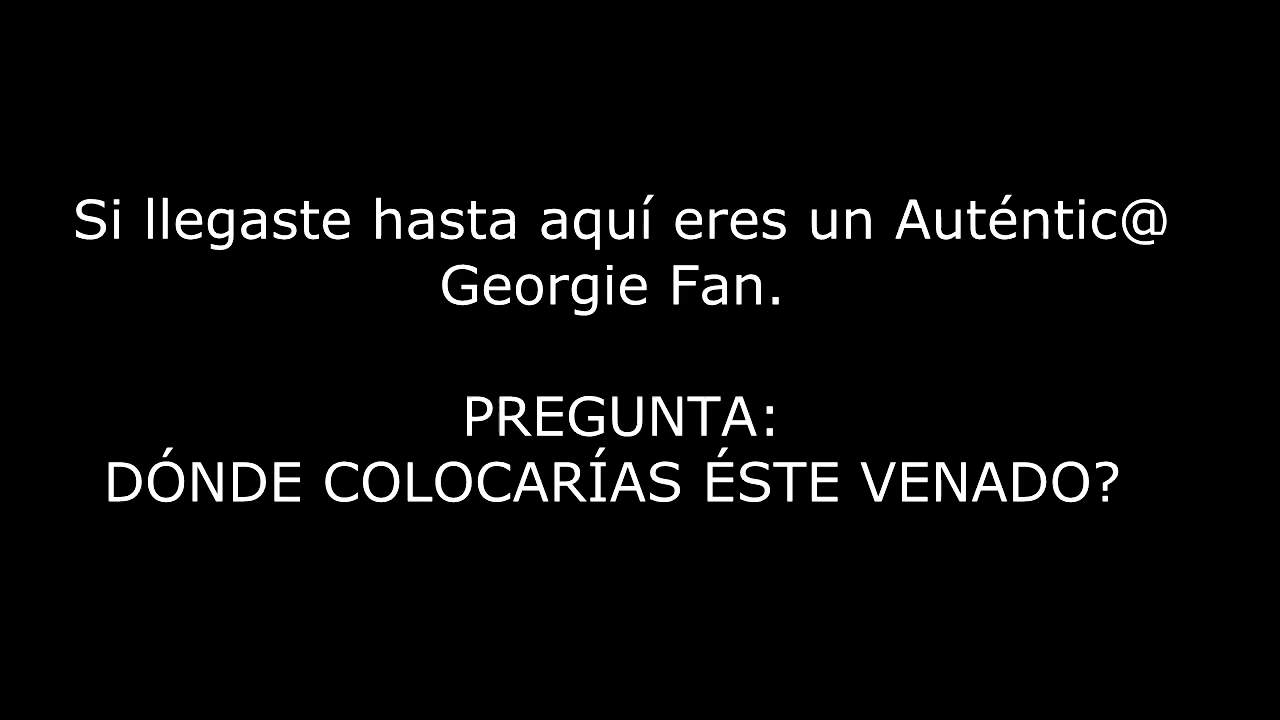 Si llegaste hasta aquí eres un Auténtic@
Georgie Fan.
PREGUNTA:
DÓNDE COLOCARÍAS ÉSTE VENADO?